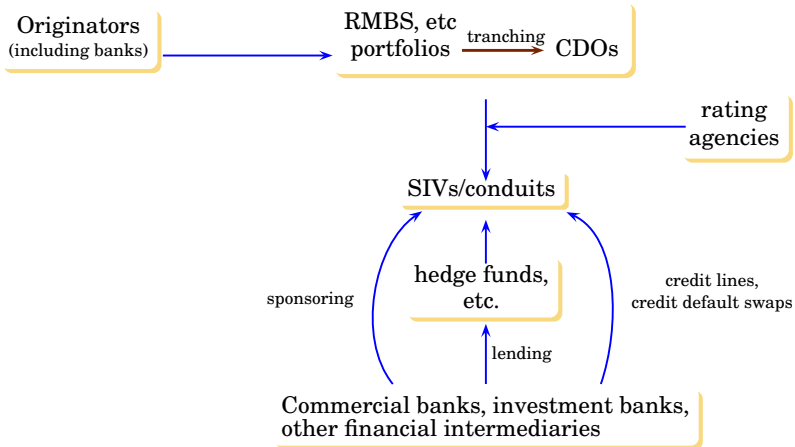 Originators
(including banks)
RMBS, etc
portfolios
tranching
CDOs
rating
agencies
SIVs/conduits
sponsoring
hedge funds,
etc.
credit lines,
credit default swaps
lending
Commercial banks, investment banks,
other financial intermediaries